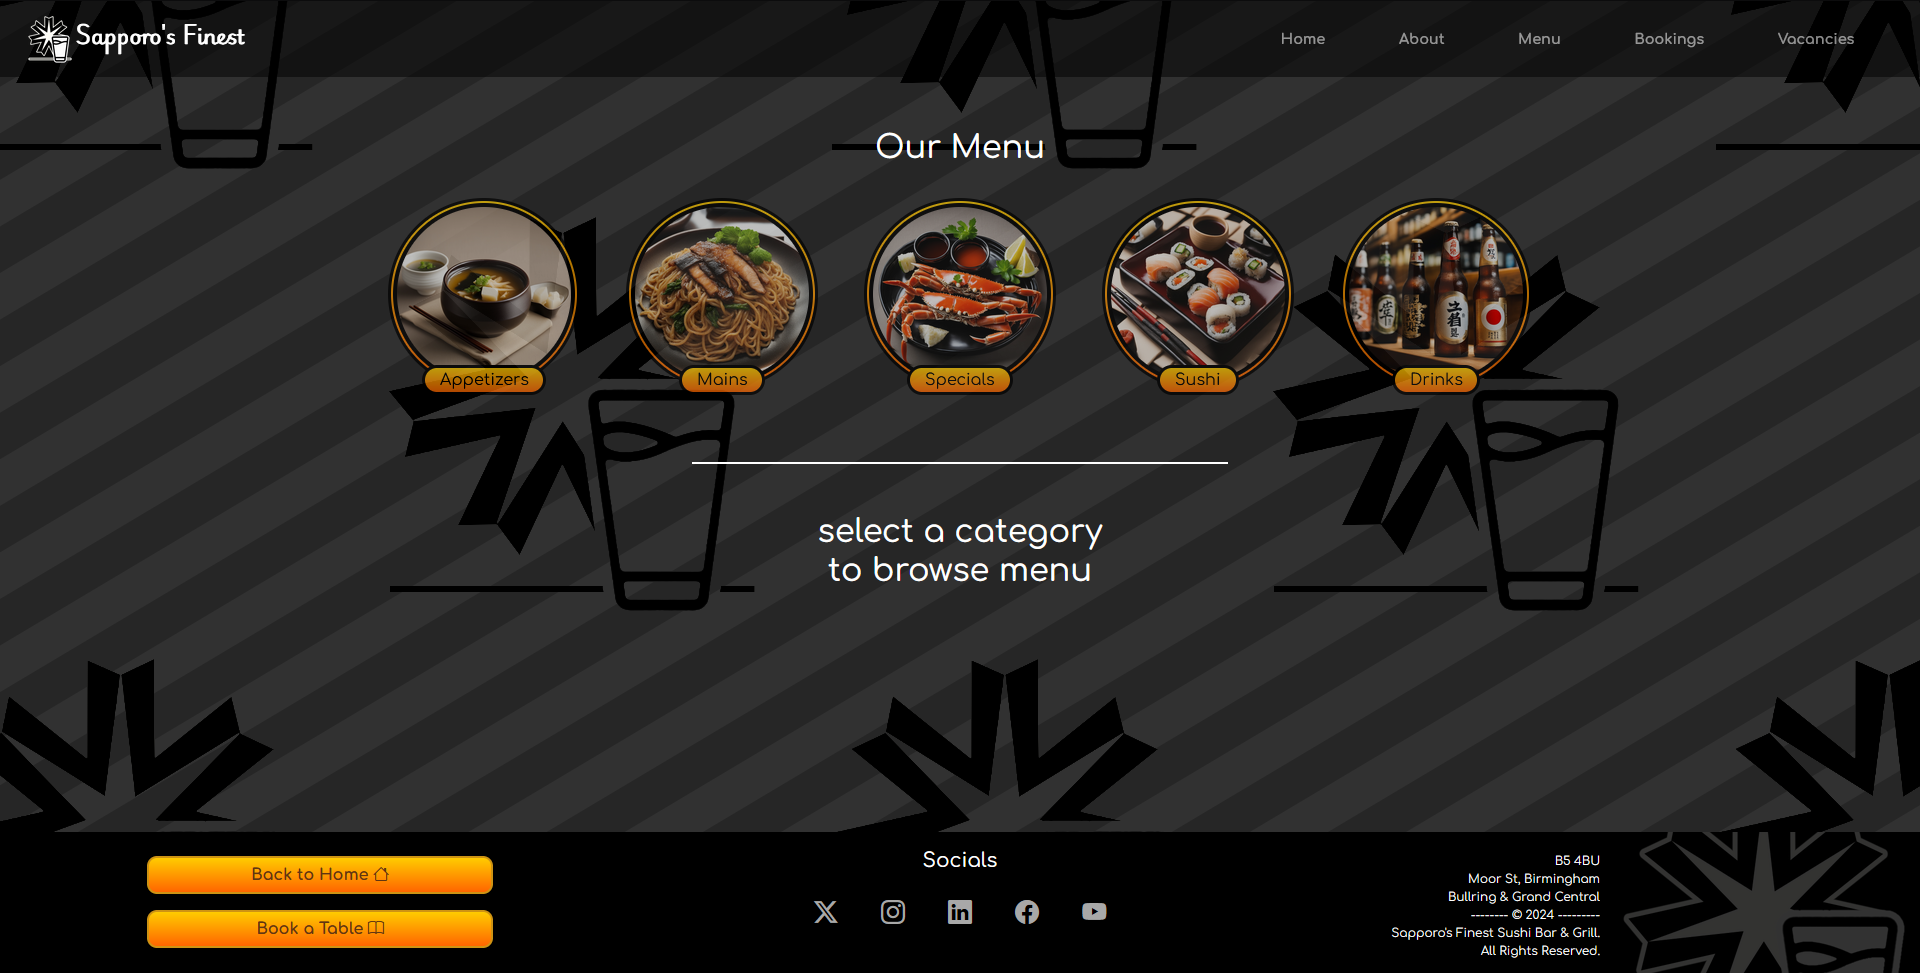 Sapporo's Finest
Home About Menu Bookings Vacancies
Our Menu
Appetizers Mains Specials Sushi Drinks
select a category
to browse menu
Back to Home
Book a Table
Socials
B5 4BU
Moor St, Birmingham
Bullring & Grand Central
-------- © 2024 ---------
Sapporo's Finest Sushi Bar & Grill.
All Rights Reserved.